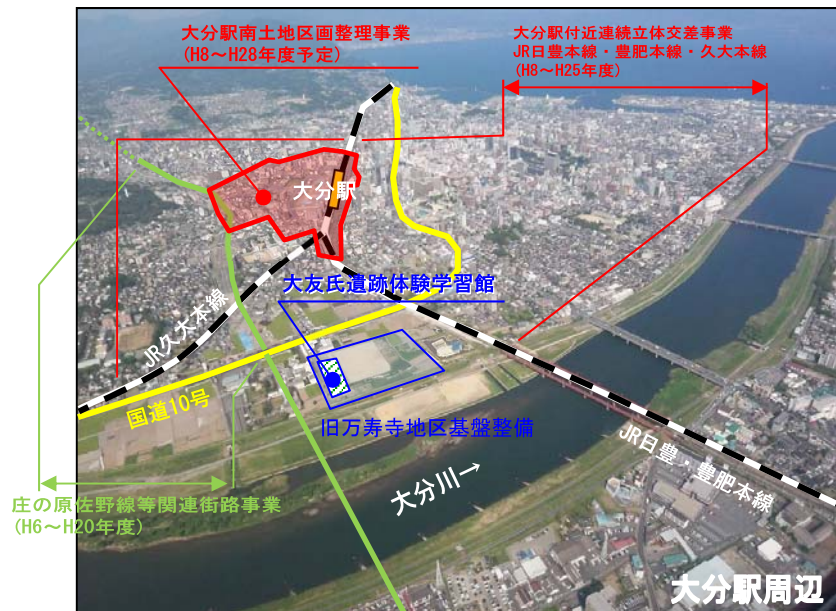 大分駅南土地区画整理事業
(H8～H28年度予定)
大分駅付近連続立体交差事業
JR日豊本線・豊肥本線・久大本線
(H8～H25年度)
大分駅
大友氏遺跡体験学習館
JR久大本線
国道10号
旧万寿寺地区基盤整備
JR日豊・豊肥本線
大分川→
庄の原佐野線等関連街路事業
(H6～H20年度)
大分駅周辺